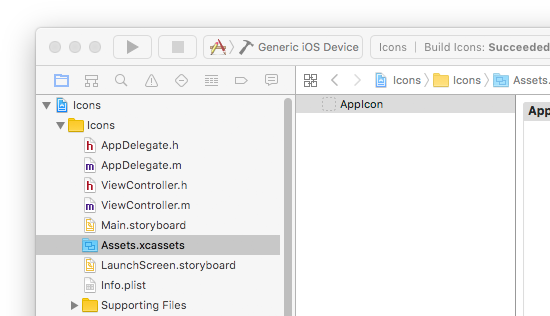 Generic iOS Device
Icons | Build Icons: Succeeded
Icons Icons Assets.
Icons
AppIcon
App
Icons
AppDelegate.h
AppDelegate.m
ViewController.h
ViewController.m
Main.storyboard
Assets.xcassets
LaunchScreen.storyboard
Info.plist
Supporting Files